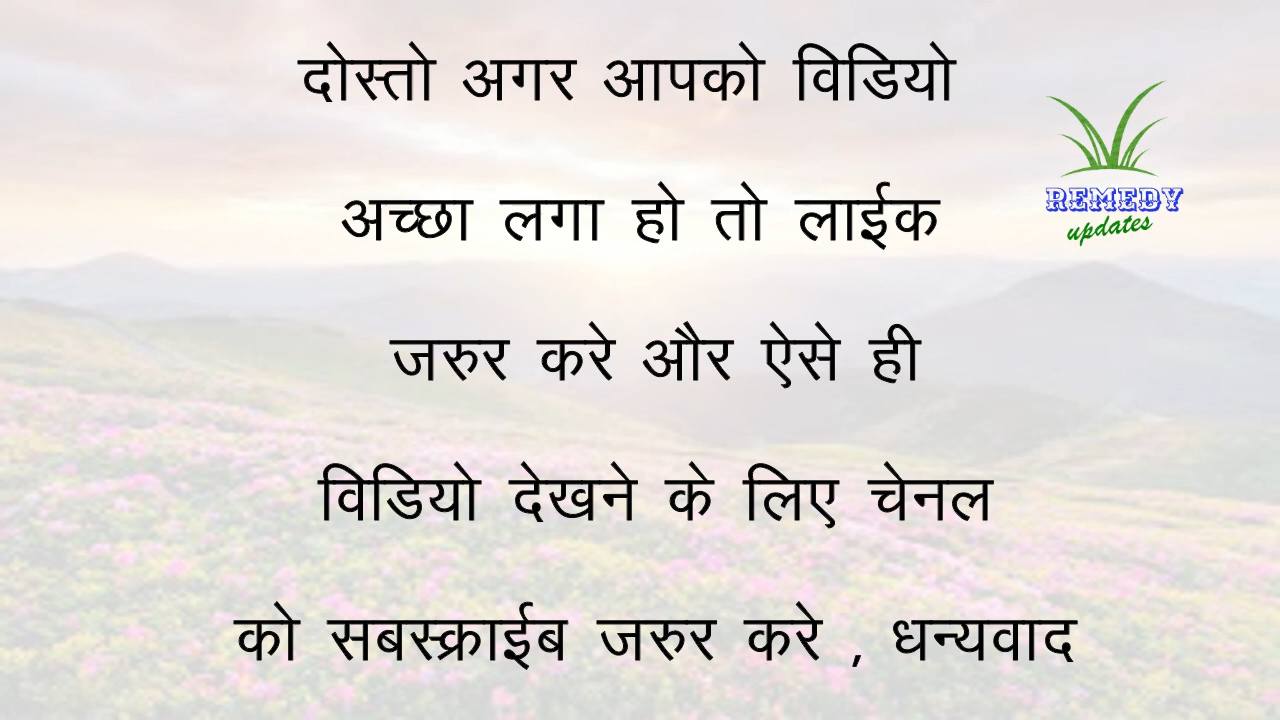 दोस्तो अगर आपको विडियो
अच्छा लगा हो तो लाईक
जरुर करे और ऐसे ही
विडियो देखने के लिए चेनल
को सबस्क्राईब जरुर करे , धन्यवाद
REMEDY
updates